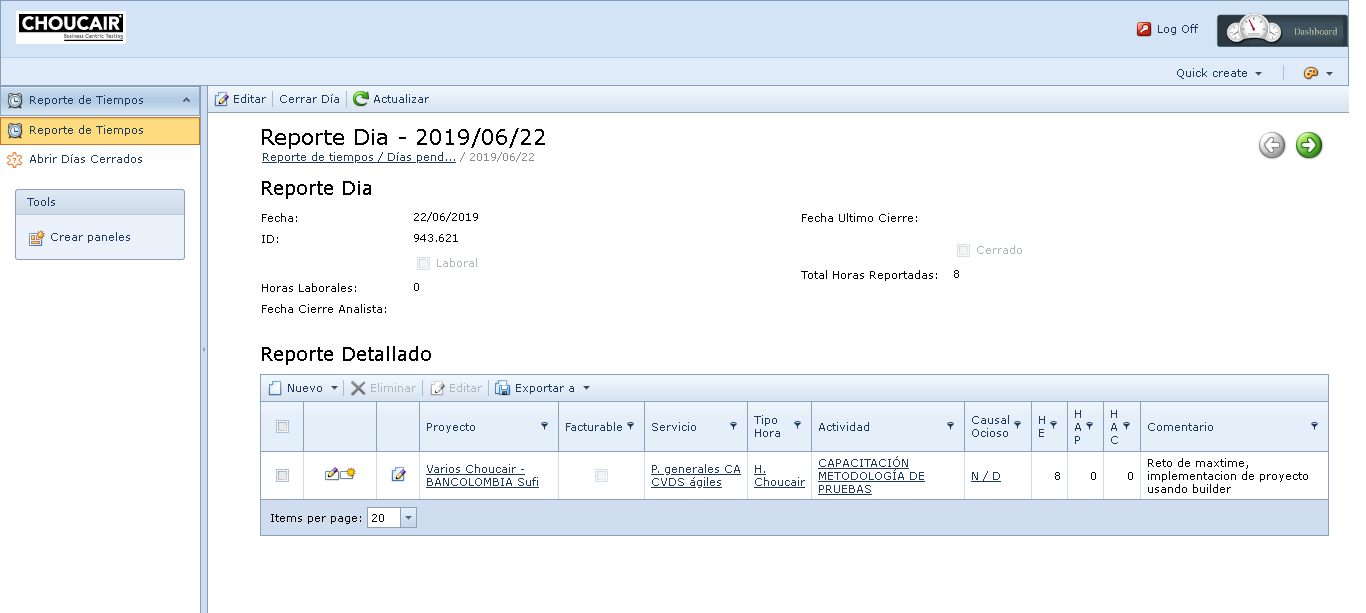 CHOUCAIR
Business Centric Testing
Log Off
Dashboard
Quick create
Reporte de Tiempos
Reporte de Tiempos
Abrir Días Cerrados
Tools
Crear paneles
Editar Cerrar Día Actualizar
Reporte Dia - 2019/06/22
Reporte de tiempos / Días pend... / 2019/06/22
Reporte Dia
Fecha: 22/06/2019 Fecha Ultimo Cierre:
ID: 943.621
Cerrado
Laboral
Total Horas Reportadas: 8
Horas Laborales: 0
Fecha Cierre Analista:
Reporte Detallado
Nuevo Eliminar Editar Exportar a
Proyecto
Facturable
Servicio
Tipo
Hora
Actividad
Causal
Ocioso
H
E
H
A
P
H
A
C
Comentario
Varios Choucair -
BANCOLOMBIA Sufi
P. generales CA
CVDS ágiles
H.
Choucair
CAPACITACIÓN
METODOLOGÍA DE
PRUEBAS
N / D
8
0
0
Reto de maxtime,
implementacion de proyecto
usando builder
Items per page: 20